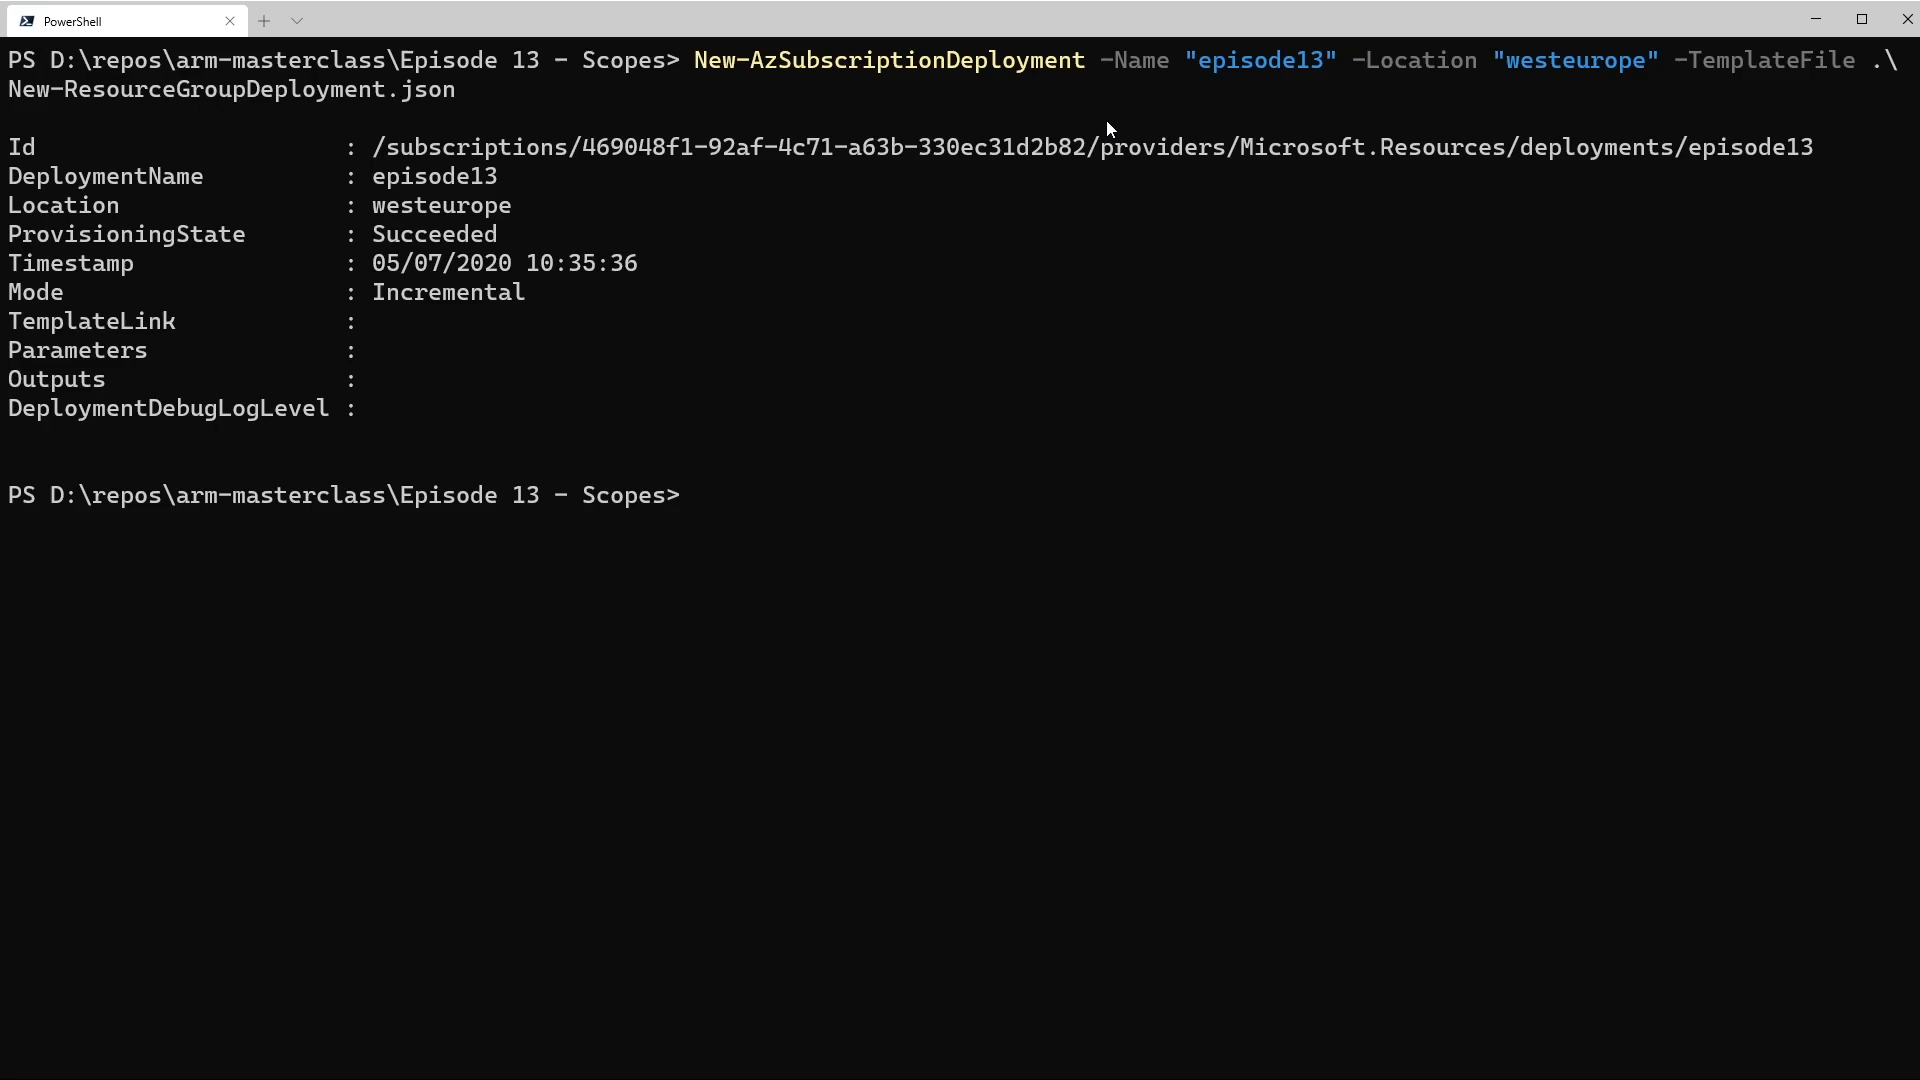 PowerShell
PS D:\repos\arm-masterclass\Episode 13 - Scopes> New-AzSubscriptionDeployment -Name "episode13" -Location "westeurope" -TemplateFile .\
New-ResourceGroupDeployment.json
Id : /subscriptions/469048f1-92af-4c71-a63b-330ec31d2b82/providers/Microsoft.Resources/deployments/episode13
DeploymentName : episode13
Location : westeurope
ProvisioningState : Succeeded
Timestamp : 05/07/2020 10:35:36
Mode : Incremental
TemplateLink :
Parameters :
Outputs :
DeploymentDebugLogLevel :
PS D:\repos\arm-masterclass\Episode 13 - Scopes>